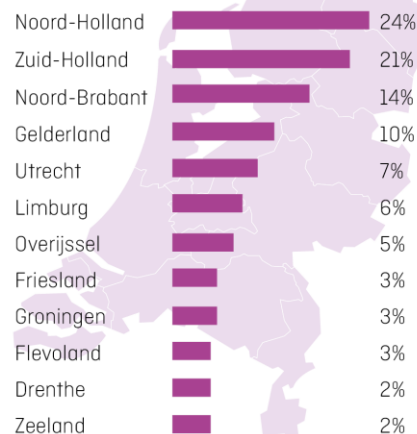 Noord-Holland 24%
Zuid-Holland 21%
Noord-Brabant 14%
Gelderland 10%
Utrecht 7%
Limburg 6%
Overijssel 5%
Friesland 3%
Groningen 3%
Flevoland 3%
Drenthe 2%
Zeeland 2%